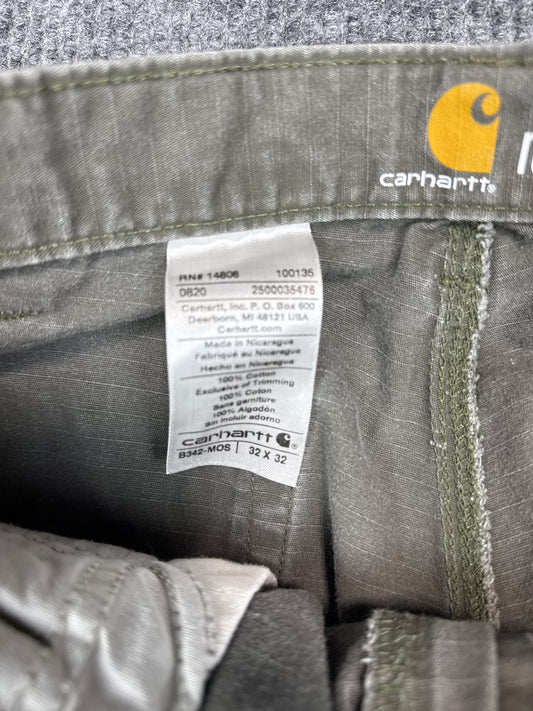 carhartt®
RN# 14806 100135
0820 2500035476
Carhartt, Inc. P. O. Box 600
Dearborn, MI 48121 USA
Carhartt.com
Made in Nicaragua
Fabriqué au Nicaragua
Hecho en Nicaragua
100% Cotton
Exclusive of Trimming
100% Coton
Sans garniture
100% Algodón
Sin incluir adorno
carhartt
B342-MOS 32 X 32